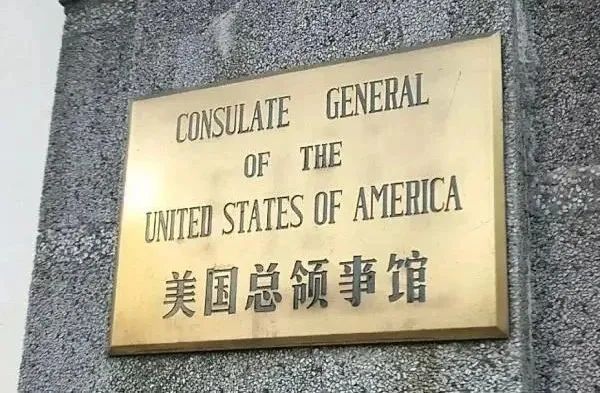 CONSULATE GENERAL
OF THE
UNITED STATES OF AMERICA
美国总领事馆